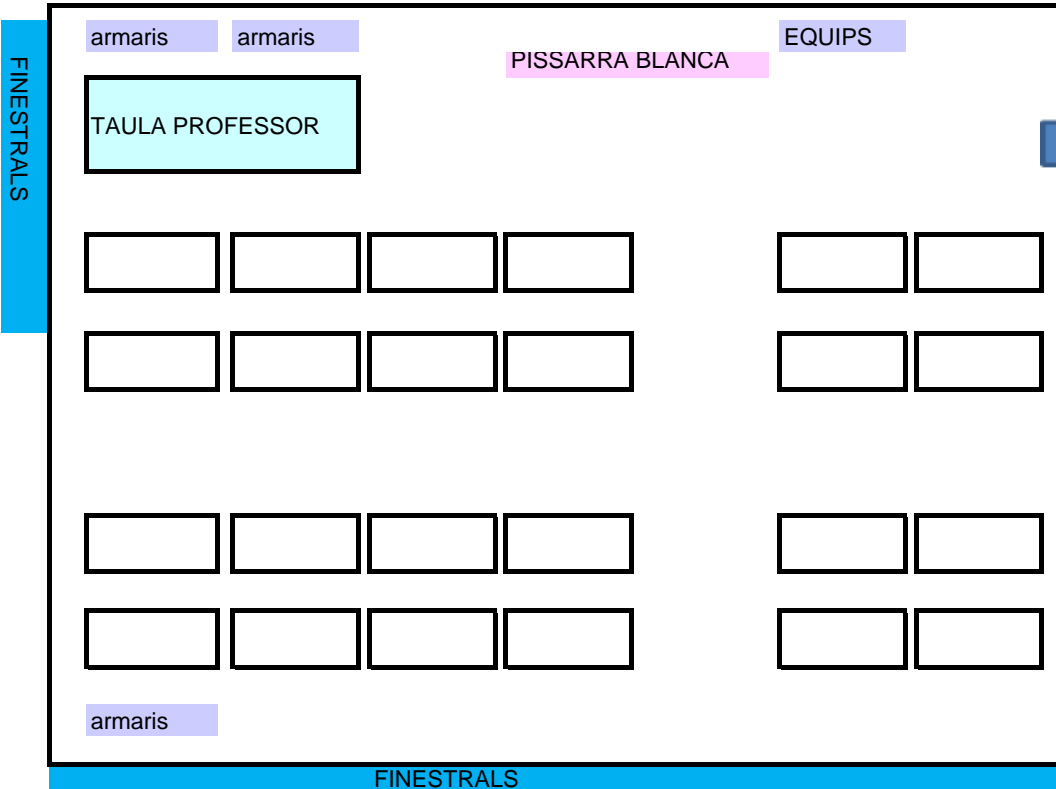 armaris
armaris
EQUIPS
PISSARRA BLANCA
FINESTRALS
TAULA PROFESSOR
armaris
FINESTRALS